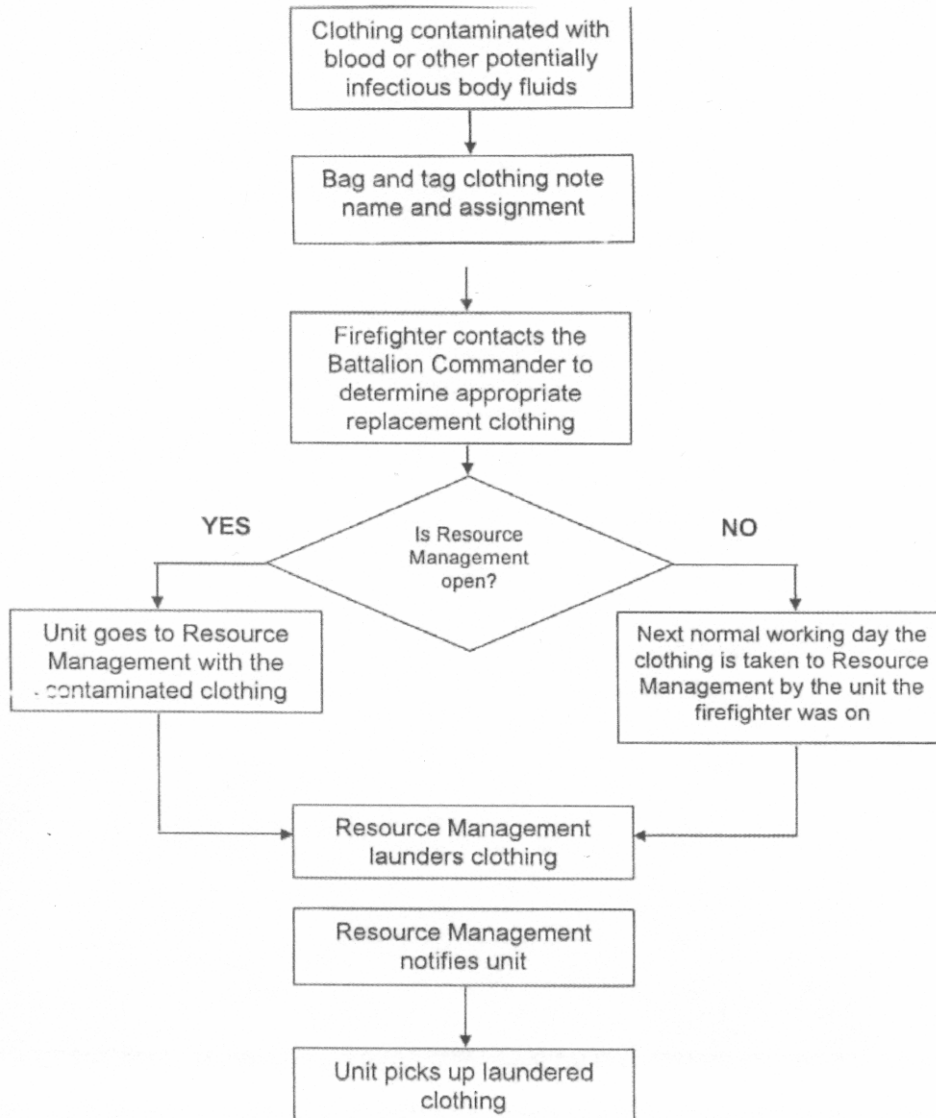 Clothing contaminated with
blood or other potentially
infectious body fluids
Bag and tag clothing note
name and assignment
Firefighter contacts the
Battalion Commander to
determine appropriate
replacement clothing
Is Resource
Management
open?
YES
NO
Unit goes to Resource
Management with the
contaminated clothing
Next normal working day the
clothing is taken to Resource
Management by the unit the
firefighter was on
Resource Management
launders clothing
Resource Management
notifies unit
Unit picks up laundered
clothing